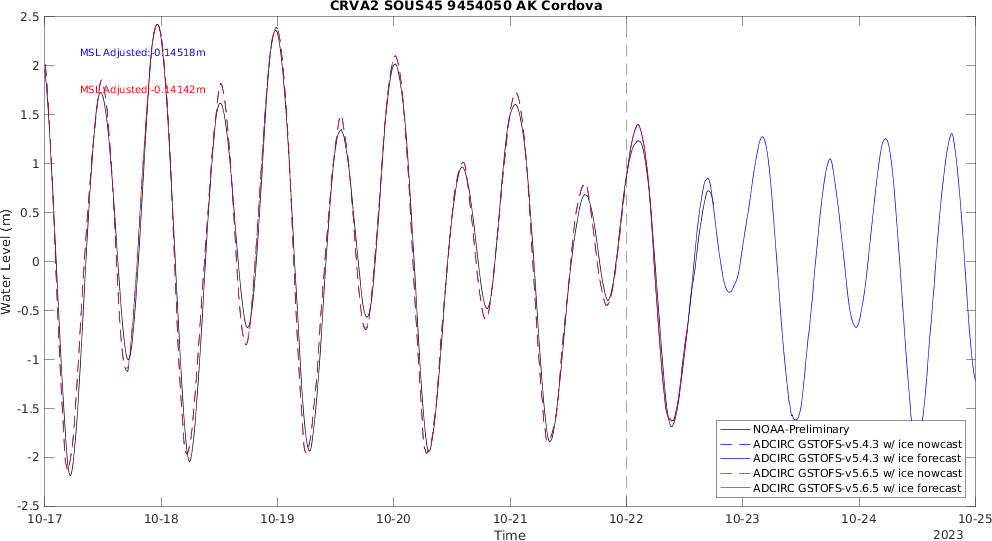 CRVA2 SOUS45 9454050 AK Cordova
2.5
2
1.5
1
0.5
0
-0.5
-1
-1.5
-2
-2.5
Water Level (m)
MSL Adjusted:-0.14518m
MSL Adjusted:-0.14142m
NOAA-Preliminary
ADCIRC GSTOFS-v5.4.3 w/ ice nowcast
ADCIRC GSTOFS-v5.4.3 w/ ice forecast
ADCIRC GSTOFS-v5.6.5 w/ ice nowcast
ADCIRC GSTOFS-v5.6.5 w/ ice forecast
10-17 10-18 10-19 10-20 10-21 10-22 10-23 10-24 10-25
Time
2023